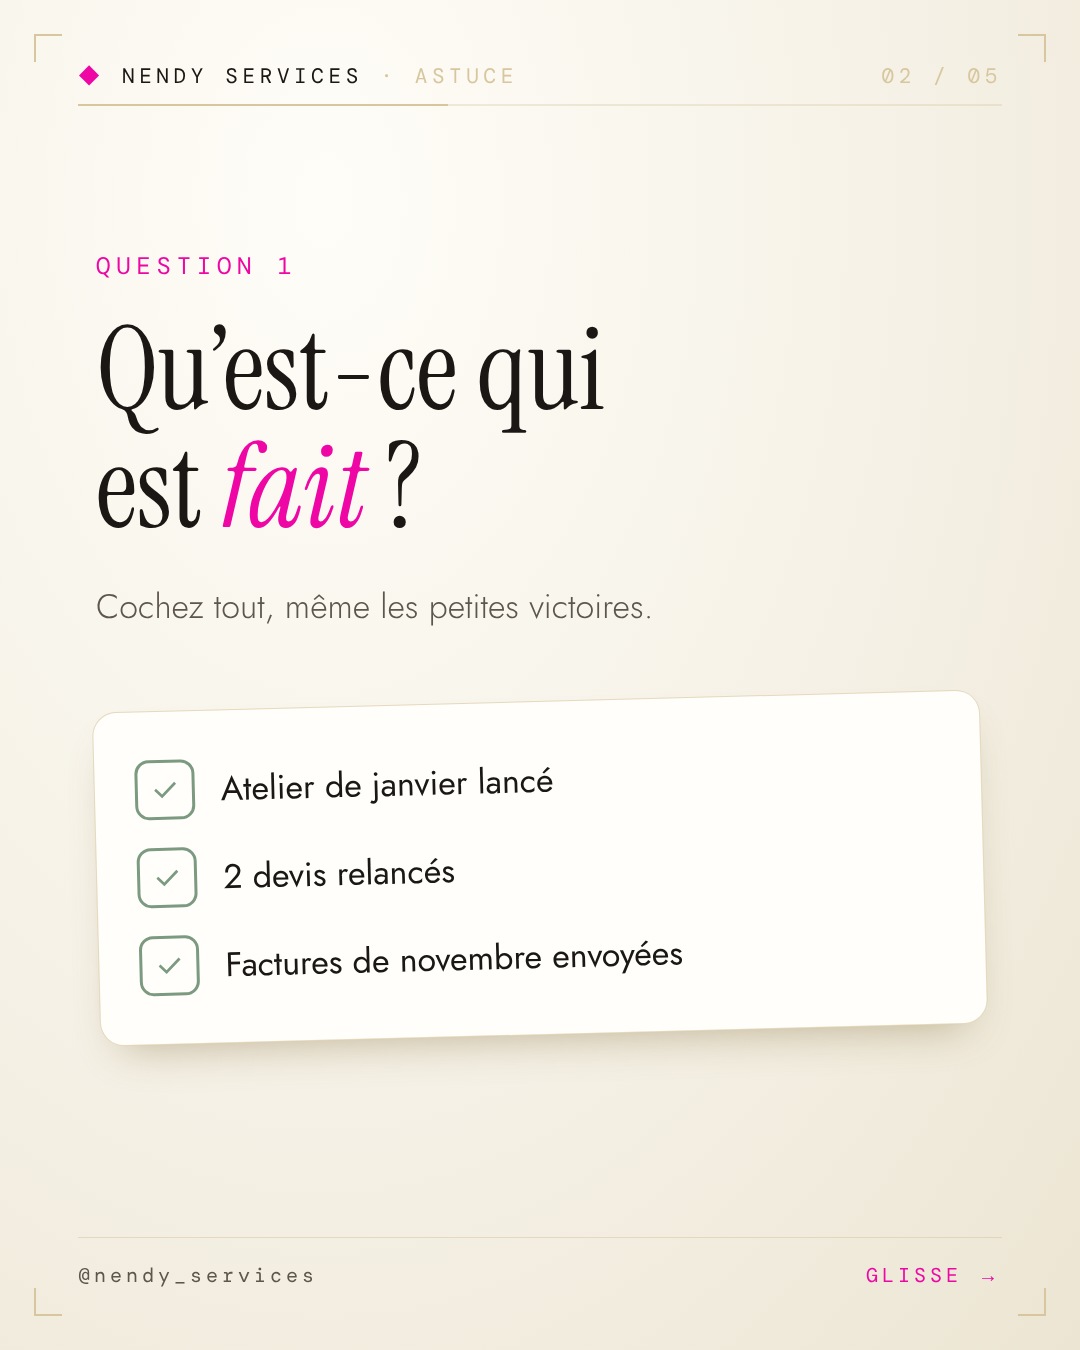 NENDY SERVICES · ASTUCE
02 / 05
QUESTION 1
Qu’est-ce qui
est fait ?
Cochez tout, même les petites victoires.
Atelier de janvier lancé
2 devis relancés
Factures de novembre envoyées
@nendy_services
GLISSE →